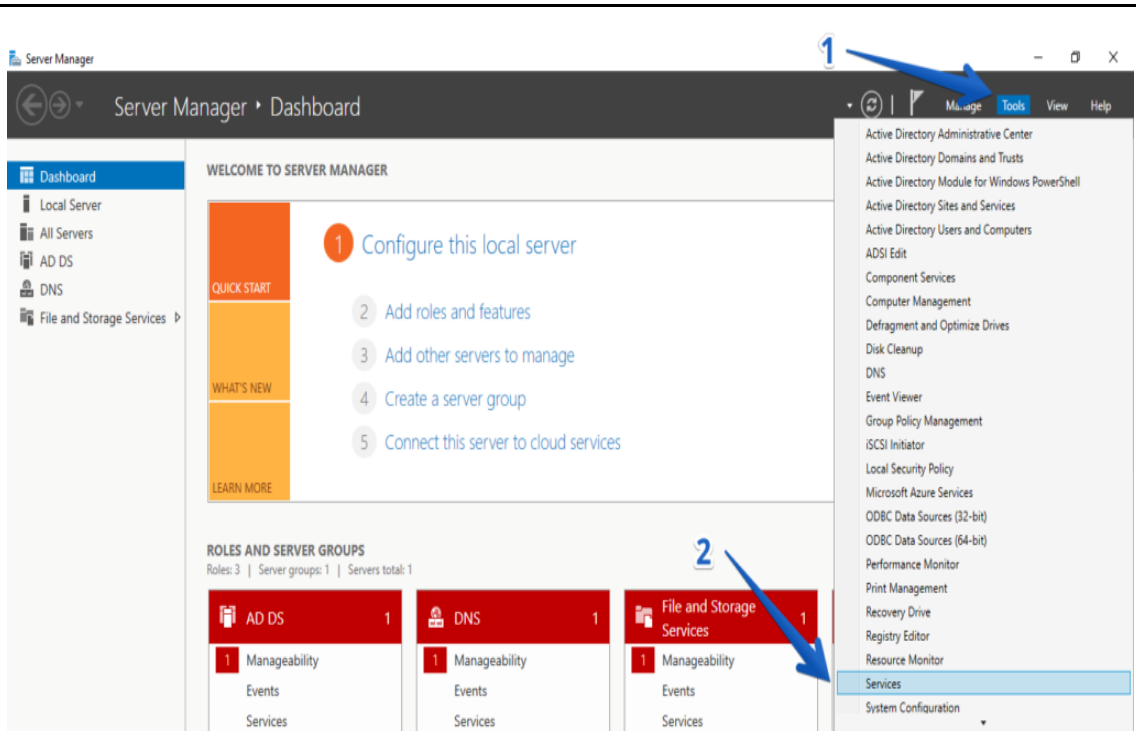 1
Server Manager
Server Manager • Dashboard
Manage Tools View Help
Dashboard
Local Server
All Servers
AD DS
DNS
File and Storage Services
WELCOME TO SERVER MANAGER
QUICK START
WHAT'S NEW
LEARN MORE
1 Configure this local server
2 Add roles and features
3 Add other servers to manage
4 Create a server group
5 Connect this server to cloud services
ROLES AND SERVER GROUPS
Roles: 3 | Server groups: 1 | Servers total: 1
AD DS 1
1 Manageability
Events
Services
DNS 1
1 Manageability
Events
Services
File and Storage
Services 1
1 Manageability
Events
Services
Active Directory Administrative Center
Active Directory Domains and Trusts
Active Directory Module for Windows PowerShell
Active Directory Sites and Services
Active Directory Users and Computers
ADSI Edit
Component Services
Computer Management
Defragment and Optimize Drives
Disk Cleanup
DNS
Event Viewer
Group Policy Management
iSCSI Initiator
Local Security Policy
Microsoft Azure Services
ODBC Data Sources (32-bit)
ODBC Data Sources (64-bit)
Performance Monitor
Print Management
Recovery Drive
Registry Editor
Resource Monitor
Services
System Configuration
2